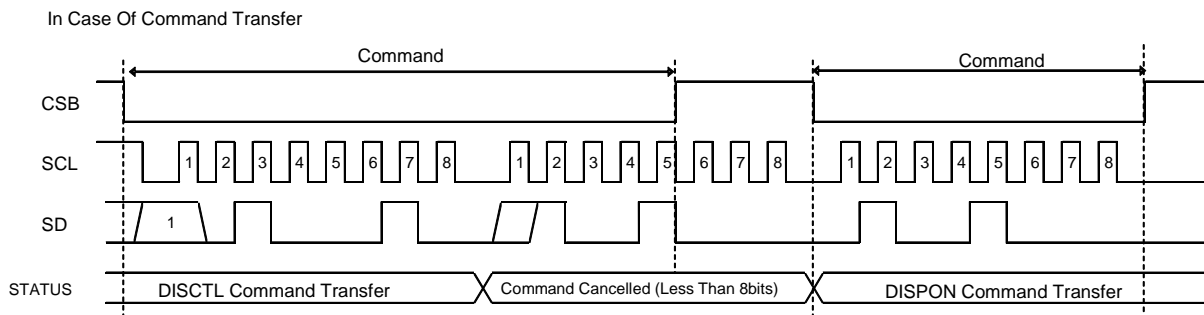 In Case Of Command Transfer
Command Command
CSB
SCL 1 2 3 4 5 6 7 8 1 2 3 4 5 6 7 8 1 2 3 4 5 6 7 8
SD 1
STATUS DISCTL Command Transfer Command Cancelled (Less Than 8bits) DISPON Command Transfer